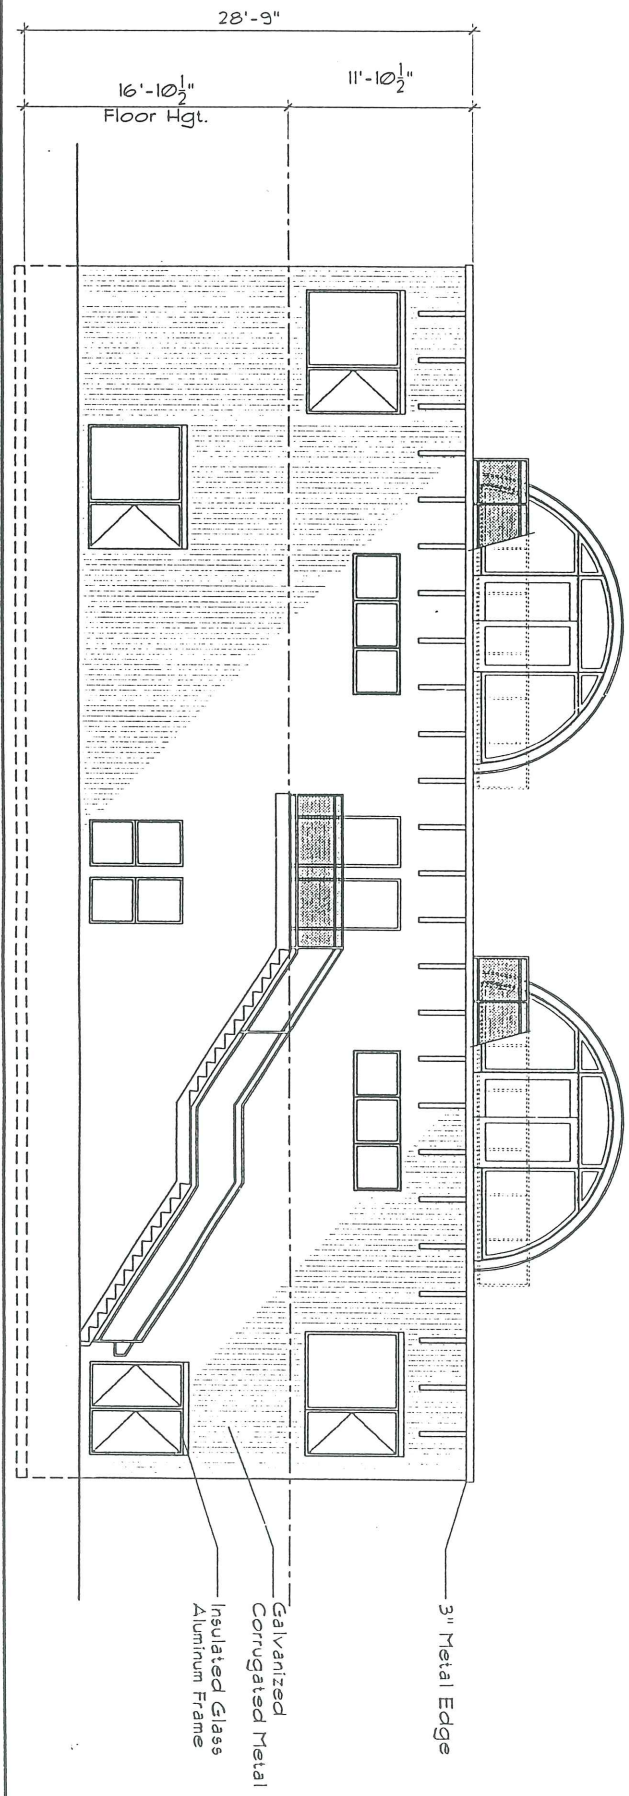 28'-9"
16'-10½"
Floor Hgt.
11'-10½"
3" Metal Edge
Galvanized
Corrugated Metal
Insulated Glass
Aluminum Frame